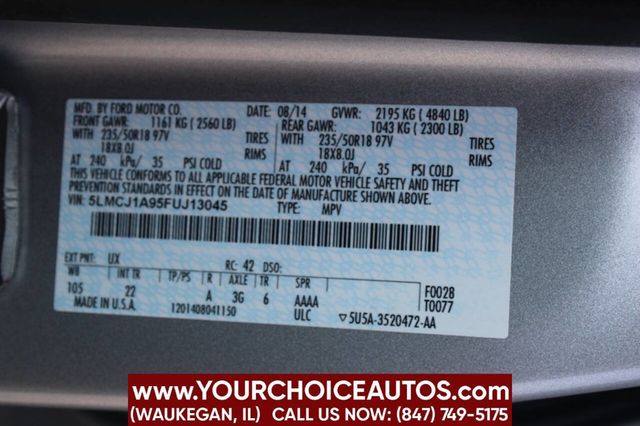 MFD. BY FORD MOTOR CO. DATE: 08/14 GVWR: 2195 KG ( 4840 LB)
FRONT GAWR: 1161 KG ( 2560 LB) REAR GAWR: 1043 KG ( 2300 LB)
WITH 235/50R18 97V TIRES WITH 235/50R18 97V TIRES
18X8.0J RIMS 18X8.0J RIMS
AT 240 kPa/ 35 PSI COLD AT 240 kPa/ 35 PSI COLD
THIS VEHICLE CONFORMS TO ALL APPLICABLE FEDERAL MOTOR VEHICLE SAFETY AND THEFT
PREVENTION STANDARDS IN EFFECT ON THE DATE OF MANUFACTURE SHOWN ABOVE.
VIN: 5LMCJ1A95FUJ13045 TYPE: MPV
EXT PNT: UX RC: 42 DSO:
WB INT TR TP/PS R AXLE TR SPR
105 22 A 3G 6 AAAA F0028
MADE IN U.S.A. 1201408041150 ULC T0077
▽5U5A-3520472-AA
WWW.YOURCHOICEAUTOS.COM
(WAUKEGAN, IL) CALL US NOW: (847) 749-5175